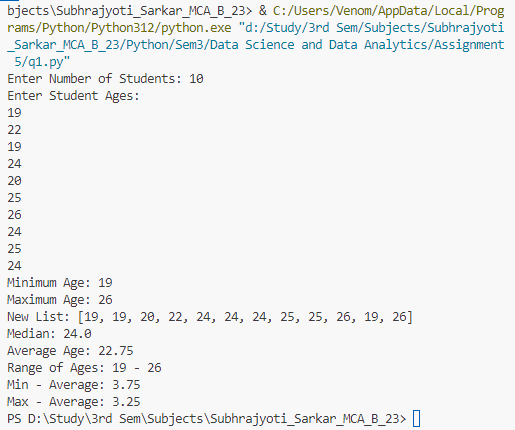 bjects\Subhrajyoti_Sarkar_MCA_B_23> & C:/Users/Venom/AppData/Local/Prog
rams/Python/Python312/python.exe "d:/Study/3rd Sem/Subjects/Subhrajyoti
_Sarkar_MCA_B_23/Python/Sem3/Data Science and Data Analytics/Assignment
5/q1.py"
Enter Number of Students: 10
Enter Student Ages:
19
22
19
24
20
25
26
24
25
24
Minimum Age: 19
Maximum Age: 26
New List: [19, 19, 20, 22, 24, 24, 24, 25, 25, 26, 19, 26]
Median: 24.0
Average Age: 22.75
Range of Ages: 19 - 26
Min - Average: 3.75
Max - Average: 3.25
PS D:\Study\3rd Sem\Subjects\Subhrajyoti_Sarkar_MCA_B_23>